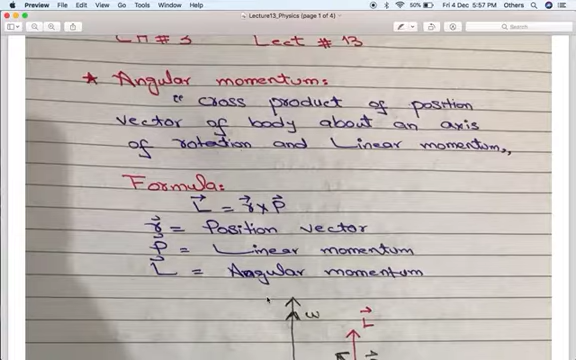 Preview File Edit View Go Tools Window Help 50% Fri 4 Dec 5:57 PM Others
Lecture13_Physics (page 1 of 4)
Search
Lect # 13
* Angular momentum:
" cross product of position
vector of body about an axis
of rotation and Linear momentum,,
Formula:
L⃗ = r⃗ x P⃗
r⃗ = Position vector
P⃗ = Linear momentum
L⃗ = Angular momentum
ω
L⃗